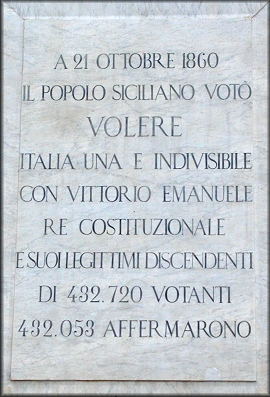 A 21 OTTOBRE 1860
IL POPOLO SICILIANO VOTÒ
VOLERE
ITALIA UNA E INDIVISIBILE
CON VITTORIO EMANUELE
RE COSTITUZIONALE
E SUOI LEGITTIMI DISCENDENTI
DI 432.720 VOTANTI
432.053 AFFERMARONO